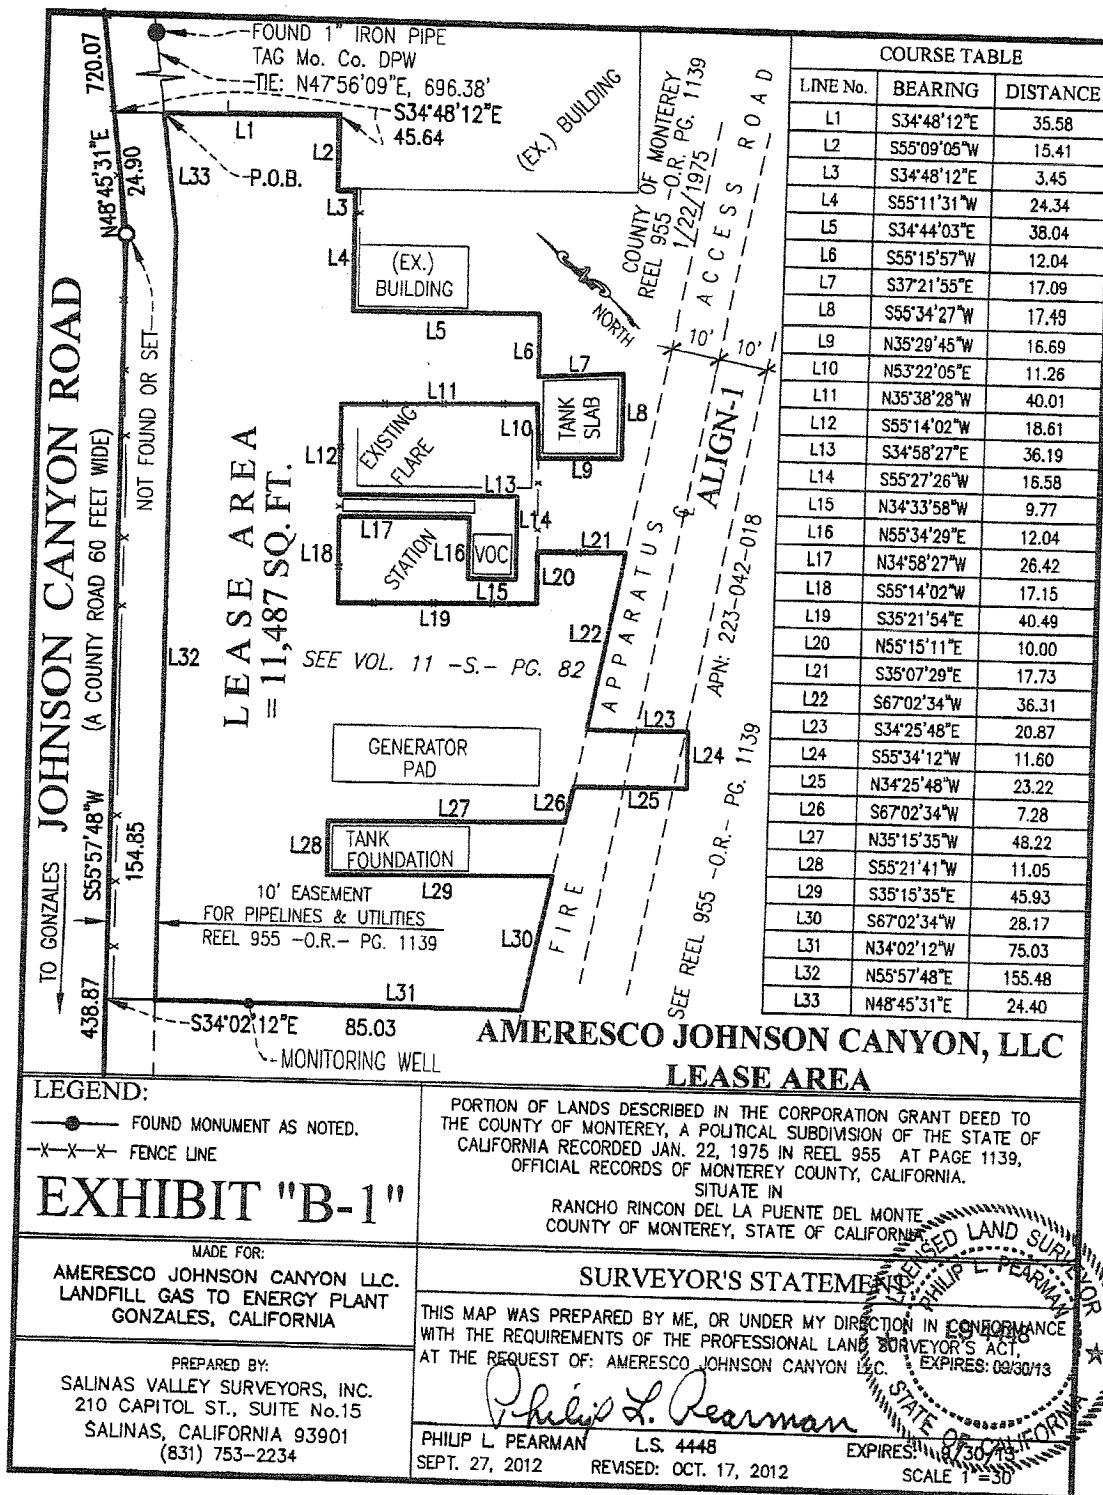 FOUND 1" IRON PIPE
TAG Mo. Co. DPW
TIE: N47°56'09"E, 696.38'
720.07
S34°48'12"E
45.64
L1
L2
L33
P.O.B.
N48°45'31"E
24.90
L3
L4
(EX.) BUILDING
(EX.)
BUILDING
COUNTY OF MONTEREY
REEL 955 -O.R. PG. 1139
1/22/1975
ACCESS ROAD
NORTH
10'
10'
L5
L6
L7
L8
TANK
SLAB
L9
L10
L11
L12
EXISTING
FLARE
L13
L14
L15
L16
VOC
L17
STATION
L18
L19
L20
L21
L22
NOT FOUND OR SET
JOHNSON CANYON ROAD
(A COUNTY ROAD 60 FEET WIDE)
LEASE AREA
= 11,487 SQ. FT.
L32
SEE VOL. 11 -S.- PG. 82
ALIGN-1
FIRE APPARATUS ℄
APN: 223-042-018
SEE REEL 955 -O.R.- PG. 1139
GENERATOR
PAD
L23
L24
L25
L26
L27
L28
TANK
FOUNDATION
L29
L30
L31
10' EASEMENT
FOR PIPELINES & UTILITIES
REEL 955 -O.R.- PG. 1139
TO GONZALES
S55°57'48"W
154.85
438.87
S34°02'12"E 85.03
MONITORING WELL
COURSE TABLE
LINE No. BEARING DISTANCE
L1 S34°48'12"E 35.58
L2 S55°09'05"W 15.41
L3 S34°48'12"E 3.45
L4 S55°11'31"W 24.34
L5 S34°44'03"E 38.04
L6 S55°15'57"W 12.04
L7 S37°21'55"E 17.09
L8 S55°34'27"W 17.49
L9 N35°29'45"W 16.69
L10 N53°22'05"E 11.26
L11 N35°38'28"W 40.01
L12 S55°14'02"W 18.61
L13 S34°58'27"E 36.19
L14 S55°27'26"W 16.58
L15 N34°33'58"W 9.77
L16 N55°34'29"E 12.04
L17 N34°58'27"W 26.42
L18 S55°14'02"W 17.15
L19 S35°21'54"E 40.49
L20 N55°15'11"E 10.00
L21 S35°07'29"E 17.73
L22 S67°02'34"W 36.31
L23 S34°25'48"E 20.87
L24 S55°34'12"W 11.60
L25 N34°25'48"W 23.22
L26 S67°02'34"W 7.28
L27 N35°15'35"W 48.22
L28 S55°21'41"W 11.05
L29 S35°15'35"E 45.93
L30 S67°02'34"W 28.17
L31 N34°02'12"W 75.03
L32 N55°57'48"E 155.48
L33 N48°45'31"E 24.40
AMERESCO JOHNSON CANYON, LLC
LEASE AREA
LEGEND:
FOUND MONUMENT AS NOTED.
-X-X-X- FENCE LINE
EXHIBIT "B-1"
PORTION OF LANDS DESCRIBED IN THE CORPORATION GRANT DEED TO
THE COUNTY OF MONTEREY, A POLITICAL SUBDIVISION OF THE STATE OF
CALIFORNIA RECORDED JAN. 22, 1975 IN REEL 955 AT PAGE 1139,
OFFICIAL RECORDS OF MONTEREY COUNTY, CALIFORNIA.
SITUATE IN
RANCHO RINCON DEL LA PUENTE DEL MONTE
COUNTY OF MONTEREY, STATE OF CALIFORNIA
MADE FOR:
AMERESCO JOHNSON CANYON LLC.
LANDFILL GAS TO ENERGY PLANT
GONZALES, CALIFORNIA
PREPARED BY:
SALINAS VALLEY SURVEYORS, INC.
210 CAPITOL ST., SUITE No.15
SALINAS, CALIFORNIA 93901
(831) 753-2234
SURVEYOR'S STATEMENT
THIS MAP WAS PREPARED BY ME, OR UNDER MY DIRECTION IN CONFORMANCE
WITH THE REQUIREMENTS OF THE PROFESSIONAL LAND SURVEYOR'S ACT,
AT THE REQUEST OF: AMERESCO JOHNSON CANYON LLC.
Philip L. Pearman
PHILIP L. PEARMAN L.S. 4448 EXPIRES: 9/30/13
SEPT. 27, 2012 REVISED: OCT. 17, 2012 SCALE 1"=30'
LICENSED LAND SURVEYOR
PHILIP L. PEARMAN
4448
EXPIRES: 09/30/13
STATE OF CALIFORNIA